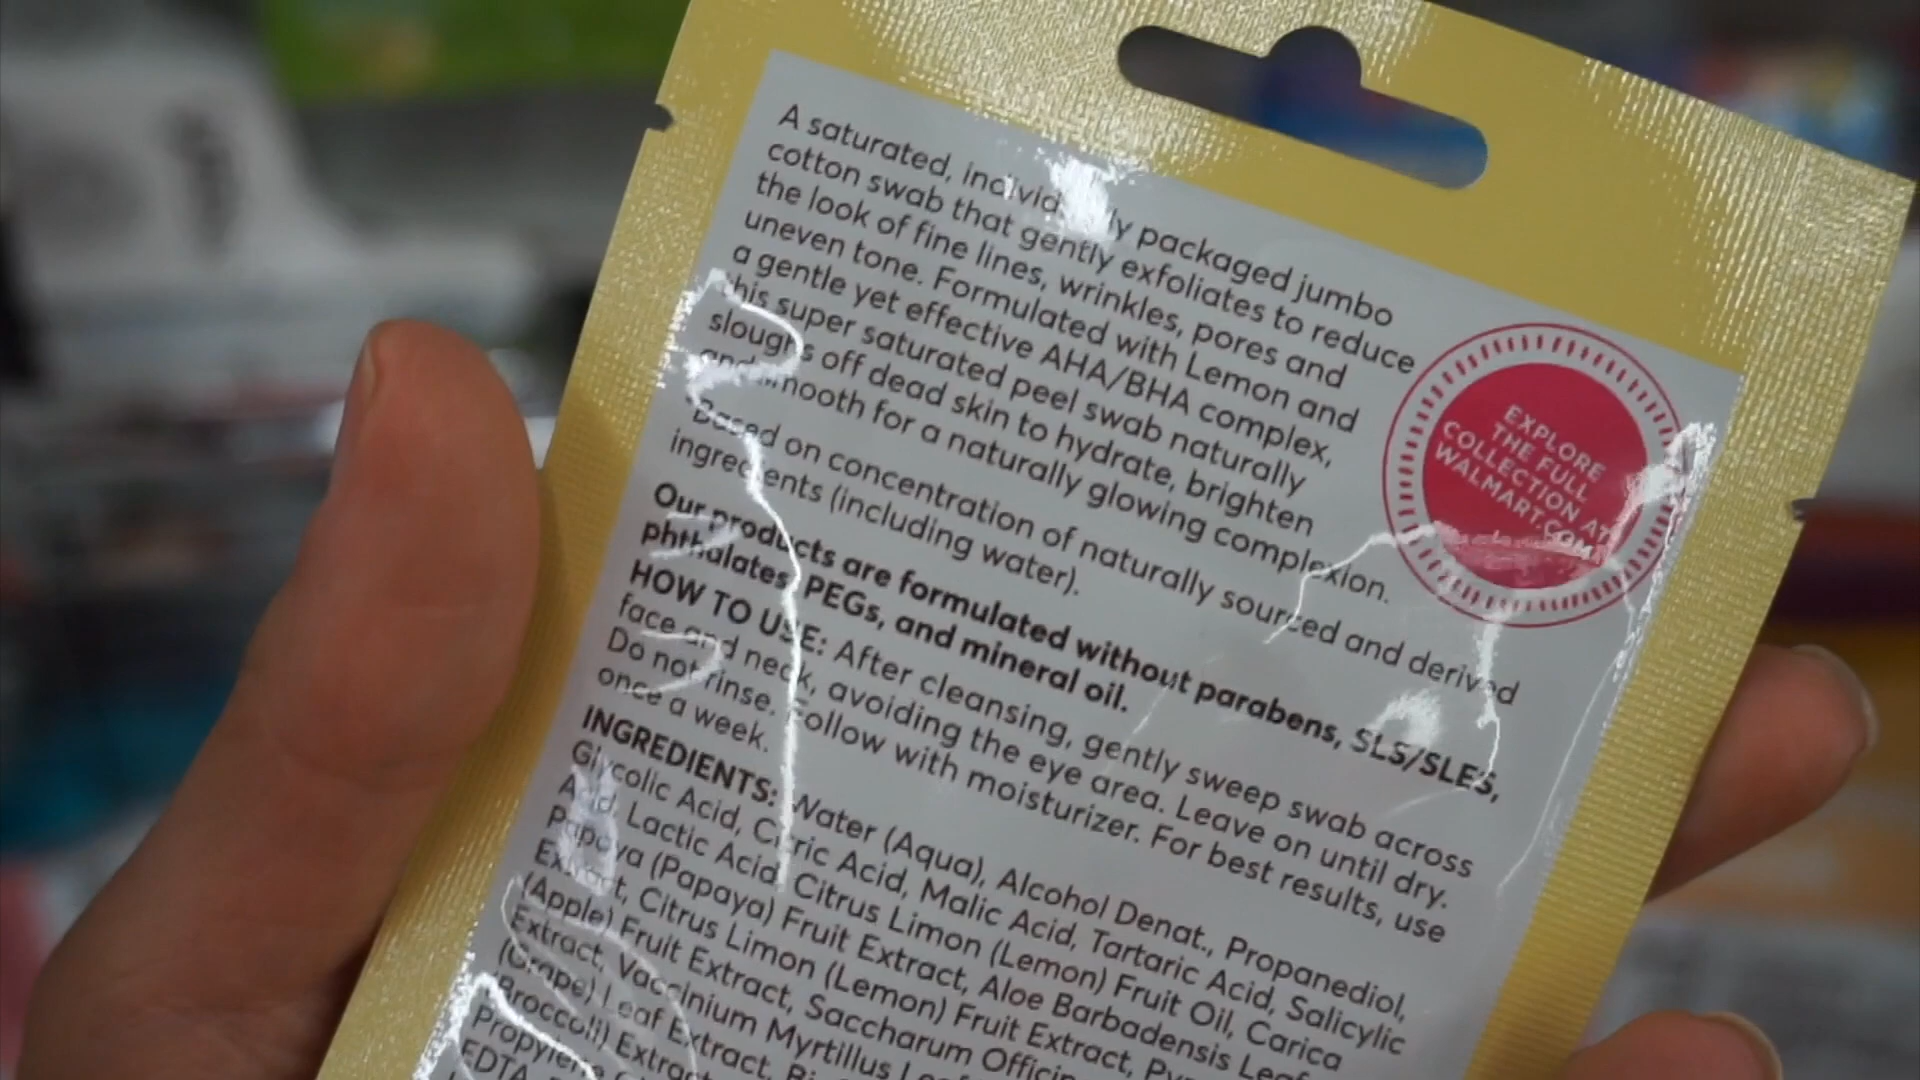 A saturated, individually packaged jumbo
cotton swab that gently exfoliates to reduce
the look of fine lines, wrinkles, pores and
uneven tone. Formulated with Lemon and
a gentle yet effective AHA/BHA complex,
this super saturated peel swab naturally
sloughs off dead skin to hydrate, brighten
and smooth for a naturally glowing complexion.
Based on concentration of naturally sourced and derived
ingredients (including water).
Our products are formulated without parabens, SLS/SLES,
phthalates, PEGs, and mineral oil.
HOW TO USE: After cleansing, gently sweep swab across
face and neck, avoiding the eye area. Leave on until dry.
Do not rinse. Follow with moisturizer. For best results, use
once a week.
INGREDIENTS: Water (Aqua), Alcohol Denat., Propanediol,
Glycolic Acid, Citric Acid, Malic Acid, Tartaric Acid, Salicylic
Acid, Lactic Acid, Citrus Limon (Lemon) Fruit Oil, Carica
Papaya (Papaya) Fruit Extract, Aloe Barbadensis Leaf
Extract, Citrus Limon (Lemon) Fruit Extract,
(Apple) Fruit Extract, Saccharum
Extract, Vaccinium Myrtillus
(Grape) Leaf Extract,
(Broccoli) Extract
EDTA,
EXPLORE
THE FULL
COLLECTION AT
WALMART.COM